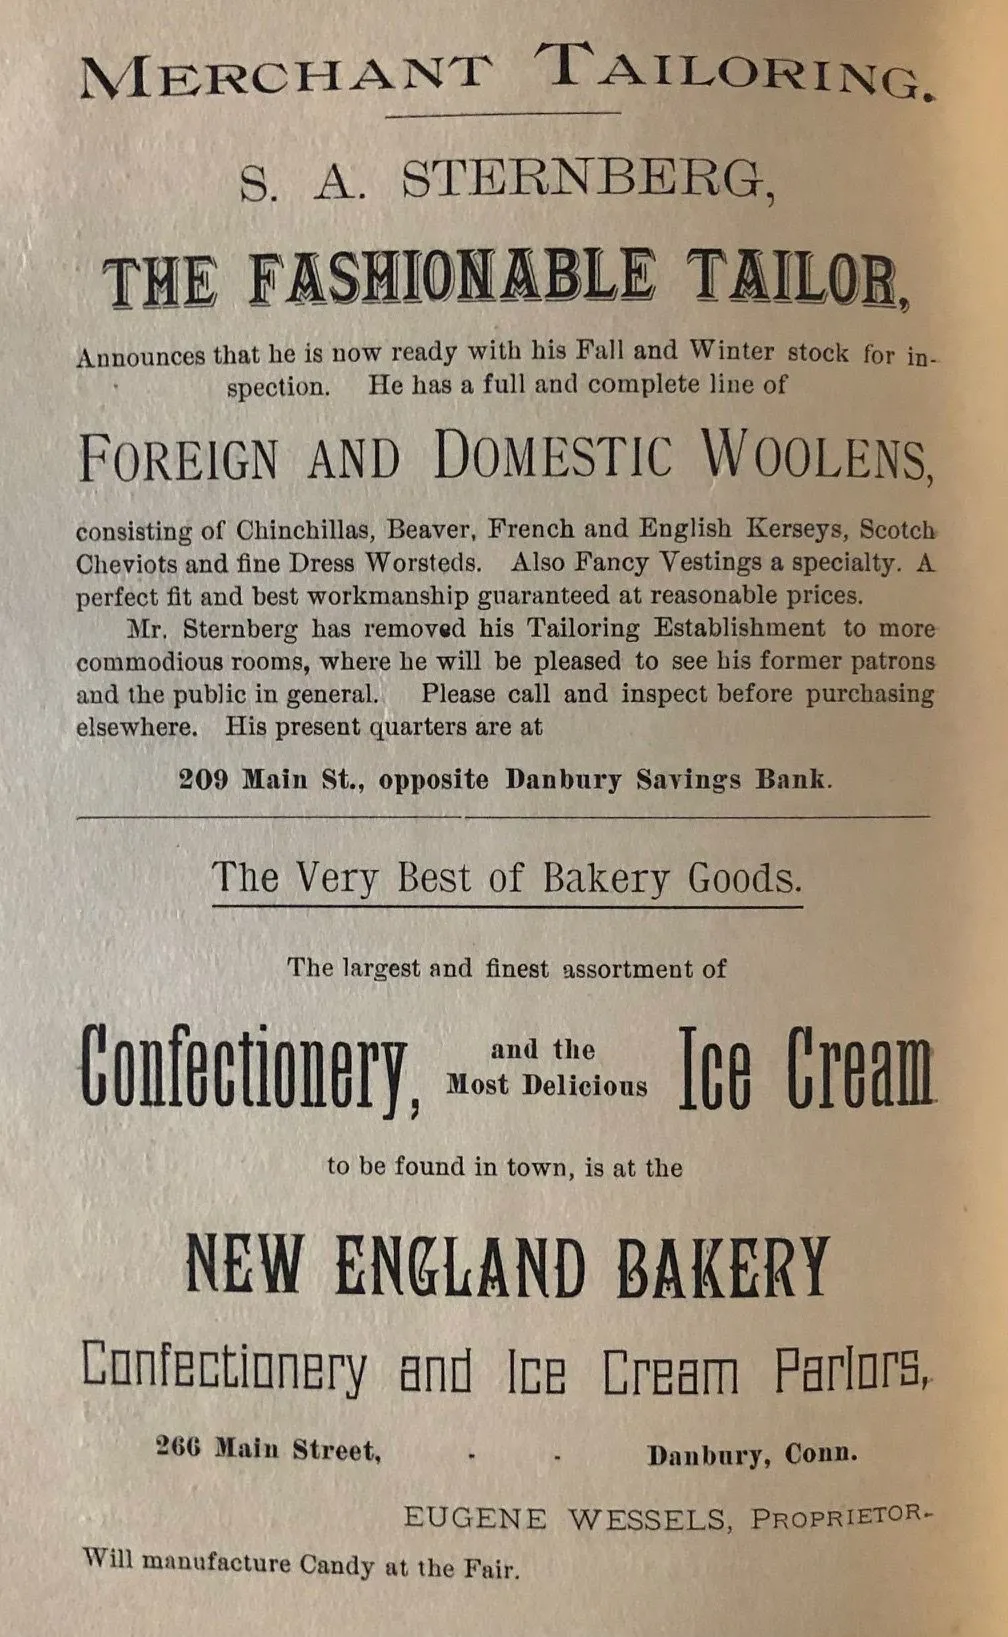 MERCHANT TAILORING.
S. A. STERNBERG,
THE FASHIONABLE TAILOR,
Announces that he is now ready with his Fall and Winter stock for in-
spection. He has a full and complete line of
FOREIGN AND DOMESTIC WOOLENS,
consisting of Chinchillas, Beaver, French and English Kerseys, Scotch
Cheviots and fine Dress Worsteds. Also Fancy Vestings a specialty. A
perfect fit and best workmanship guaranteed at reasonable prices.
Mr. Sternberg has removed his Tailoring Establishment to more
commodious rooms, where he will be pleased to see his former patrons
and the public in general. Please call and inspect before purchasing
elsewhere. His present quarters are at
209 Main St., opposite Danbury Savings Bank.
The Very Best of Bakery Goods.
The largest and finest assortment of
Confectionery, and the Most Delicious Ice Cream
to be found in town, is at the
NEW ENGLAND BAKERY
Confectionery and Ice Cream Parlors,
266 Main Street, - - Danbury, Conn.
EUGENE WESSELS, PROPRIETOR-
Will manufacture Candy at the Fair.